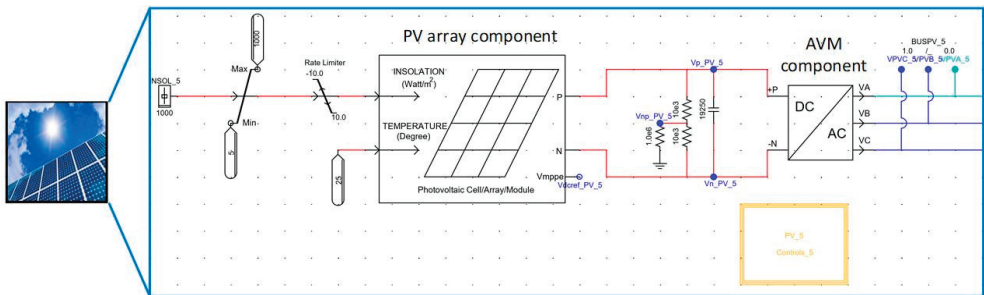 PV array component
AVM
component
BUSPV_5
1.0
/_
0.0
VPVC_5
VPVB_5
VPVA_5
1000
Rate Limiter
-10.0
10.0
Max
Min
NSOL_5
1000
5
25
INSOLATION
(Watt/m²)
TEMPERATURE
(Degree)
P
N
Vmppe
Photovoltaic Cell/Array/Module
Vdcref_PV_5
Vp_PV_5
Vnp_PV_5
Vn_PV_5
1.0e6
10e3
10e3
19250
+P
-N
DC
AC
VA
VB
VC
PV_5
Controls_5